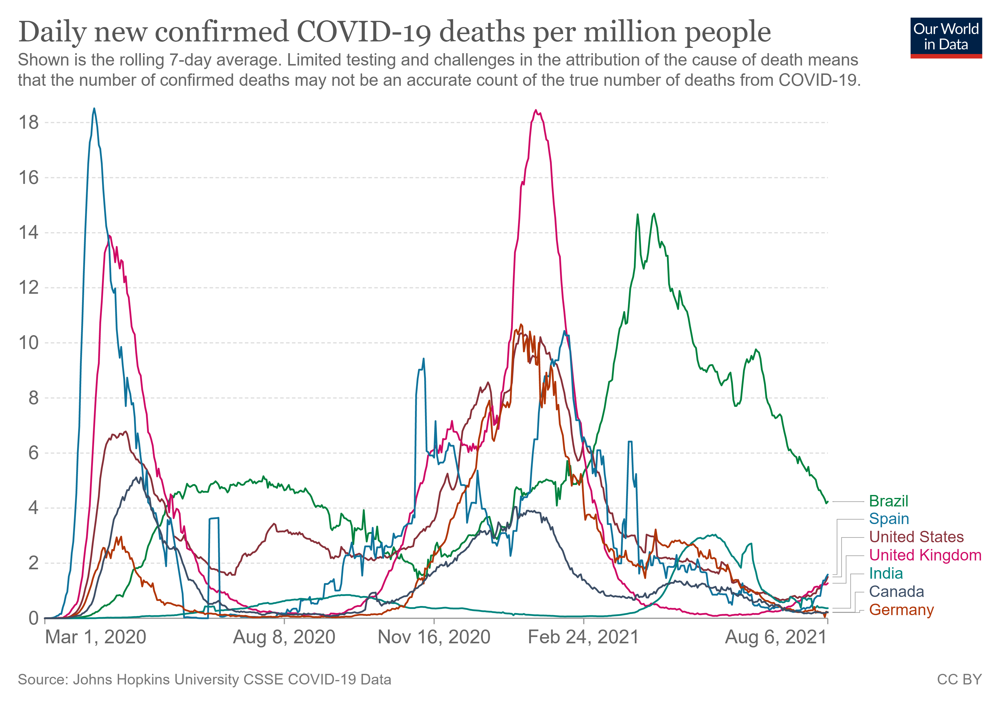 Daily new confirmed COVID-19 deaths per million people
Our World
in Data
Shown is the rolling 7-day average. Limited testing and challenges in the attribution of the cause of death means
that the number of confirmed deaths may not be an accurate count of the true number of deaths from COVID-19.
18
16
14
12
10
8
6
4
2
0
Brazil
Spain
United States
United Kingdom
India
Canada
Germany
Mar 1, 2020
Aug 8, 2020
Nov 16, 2020
Feb 24, 2021
Aug 6, 2021
Source: Johns Hopkins University CSSE COVID-19 Data
CC BY